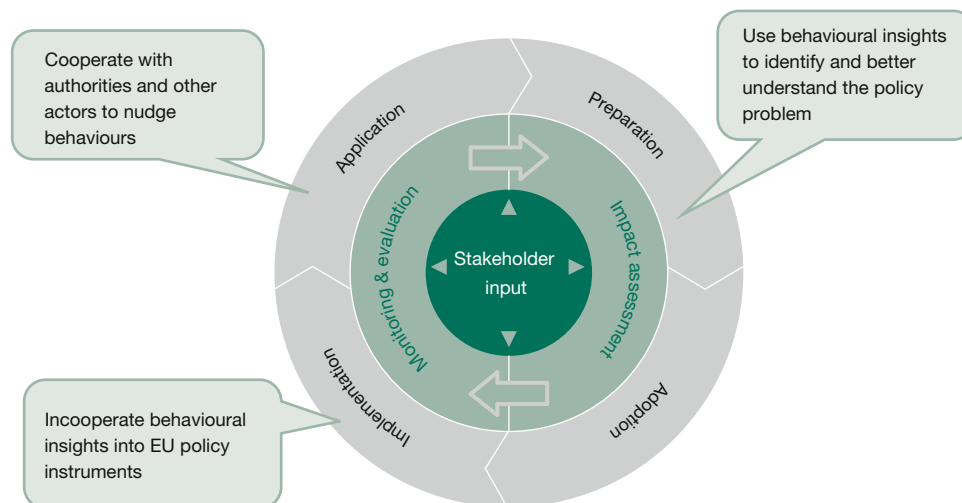 Cooperate with
authorities and other
actors to nudge
behaviours
Use behavioural insights
to identify and better
understand the policy
problem
Application
Preparation
Monitoring & evaluation
Impact assessment
Stakeholder
input
Implementation
Adoption
Incooperate behavioural
insights into EU policy
instruments